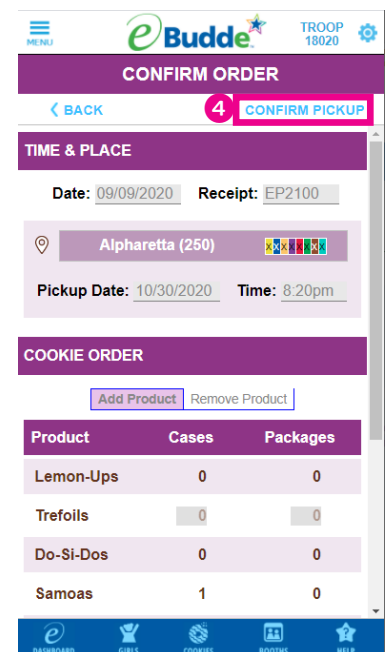 MENU
eBudde
TROOP
18020
CONFIRM ORDER
BACK
4
CONFIRM PICKUP
TIME & PLACE
Date: 09/09/2020 Receipt: EP2100
Alpharetta (250) xxxxxxxx
Pickup Date: 10/30/2020 Time: 8:20pm
COOKIE ORDER
Add Product Remove Product
Product Cases Packages
Lemon-Ups 0 0
Trefoils 0 0
Do-Si-Dos 0 0
Samoas 1 0
DASHBOARD GIRLS COOKIES BOOTHS HELP